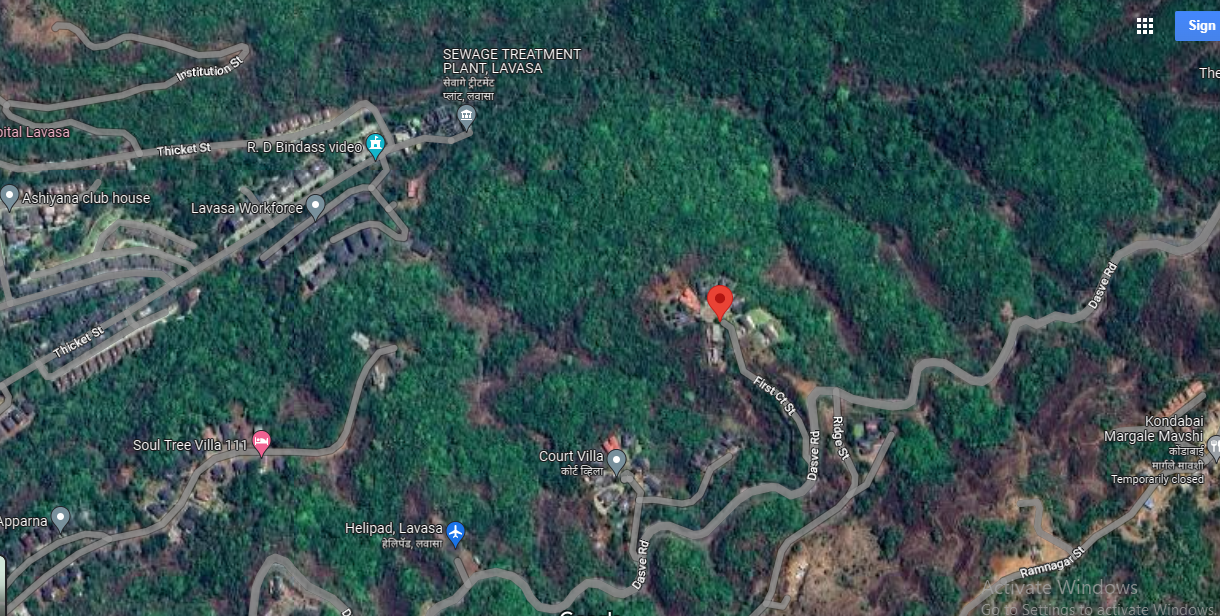 Sign
SEWAGE TREATMENT
PLANT, LAVASA
सेवागे ट्रीटमेंट
प्लांट, लवासा
The
Institution St
pital Lavasa
Thicket St
R. D Bindass video
Ashiyana club house
Lavasa Workforce
Dasve Rd
Thicket St
First Ct St
Ridge St
Dasve Rd
Kondabai
Margale Mavshi
कोंडाबाई
मार्गले मावशी
Temporarily closed
Soul Tree Villa 111
Court Villa
कोर्ट व्हिला
Apparna
Helipad, Lavasa
हेलिपॅड, लवासा
Dasve Rd
Ramnagar St
Activate Windows
Go to Settings to activate Windows.